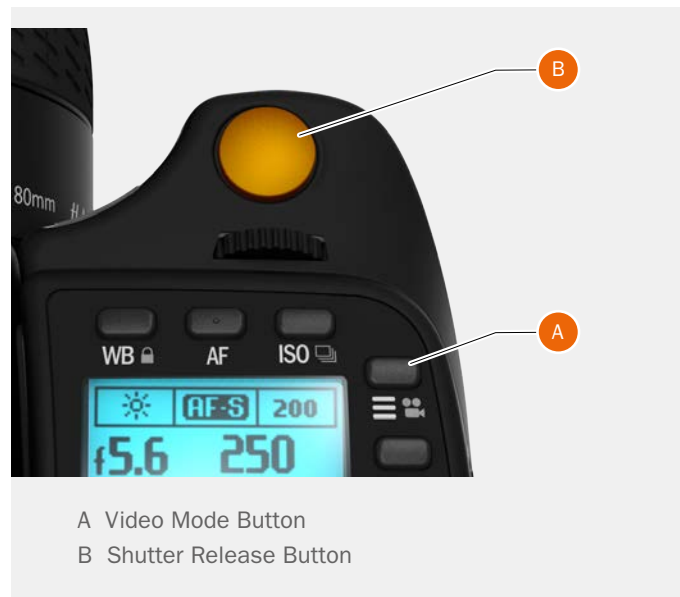 B
80mm
A
WB AF ISO
AF-S 200
f5.6 250
A Video Mode Button
B Shutter Release Button